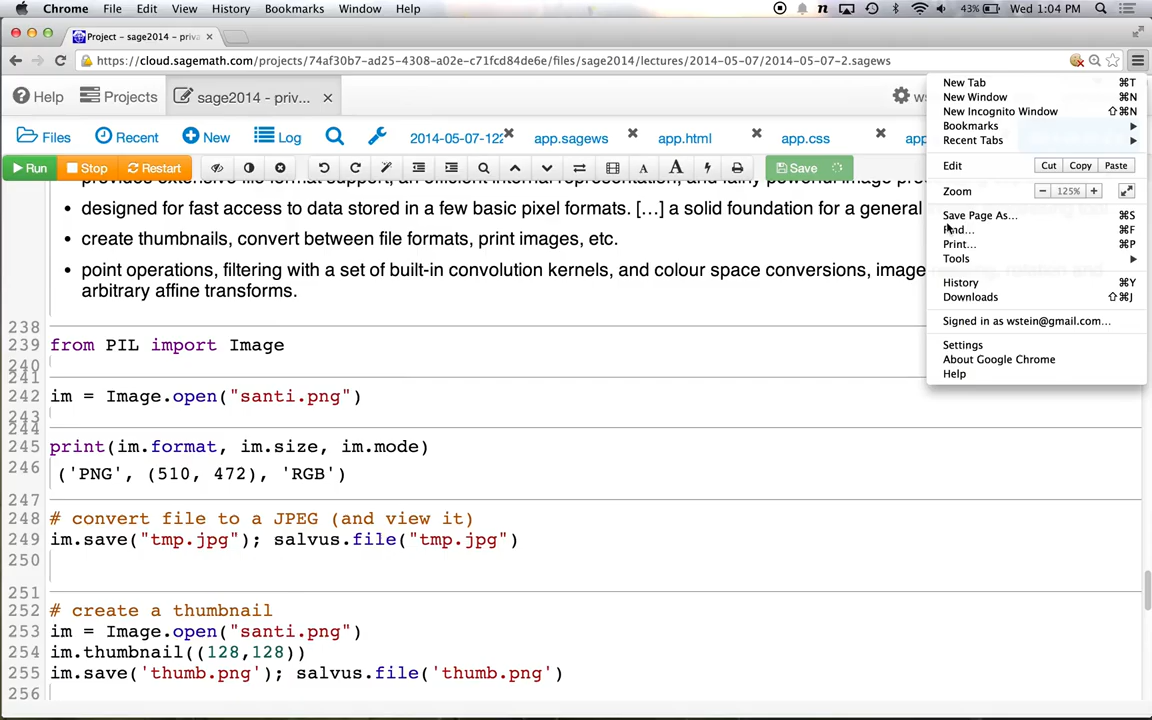 Chrome File Edit View History Bookmarks Window Help 43% Wed 1:04 PM
Project – sage2014 – priva
https://cloud.sagemath.com/projects/74af30b7-ad25-4308-a02e-c71fcd84de6e/files/sage2014/lectures/2014-05-07/2014-05-07-2.sagews
Help Projects sage2014 - priv... ws
Files Recent New Log 2014-05-07-122 app.sagews app.html app.css app
Run Stop Restart Save
designed for fast access to data stored in a few basic pixel formats. [...] a solid foundation for a general
• create thumbnails, convert between file formats, print images, etc.
• point operations, filtering with a set of built-in convolution kernels, and colour space conversions, image
arbitrary affine transforms.
238
239 from PIL import Image
240
241
242 im = Image.open("santi.png")
243
244
245 print(im.format, im.size, im.mode)
246 ('PNG', (510, 472), 'RGB')
247
248 # convert file to a JPEG (and view it)
249 im.save("tmp.jpg"); salvus.file("tmp.jpg")
250
251
252 # create a thumbnail
253 im = Image.open("santi.png")
254 im.thumbnail((128,128))
255 im.save('thumb.png'); salvus.file('thumb.png')
256
New Tab ⌘T
New Window ⌘N
New Incognito Window ⇧⌘N
Bookmarks
Recent Tabs
Edit Cut Copy Paste
Zoom − 125% +
Save Page As... ⌘S
Find... ⌘F
Print... ⌘P
Tools
History ⌘Y
Downloads ⇧⌘J
Signed in as wstein@gmail.com...
Settings
About Google Chrome
Help